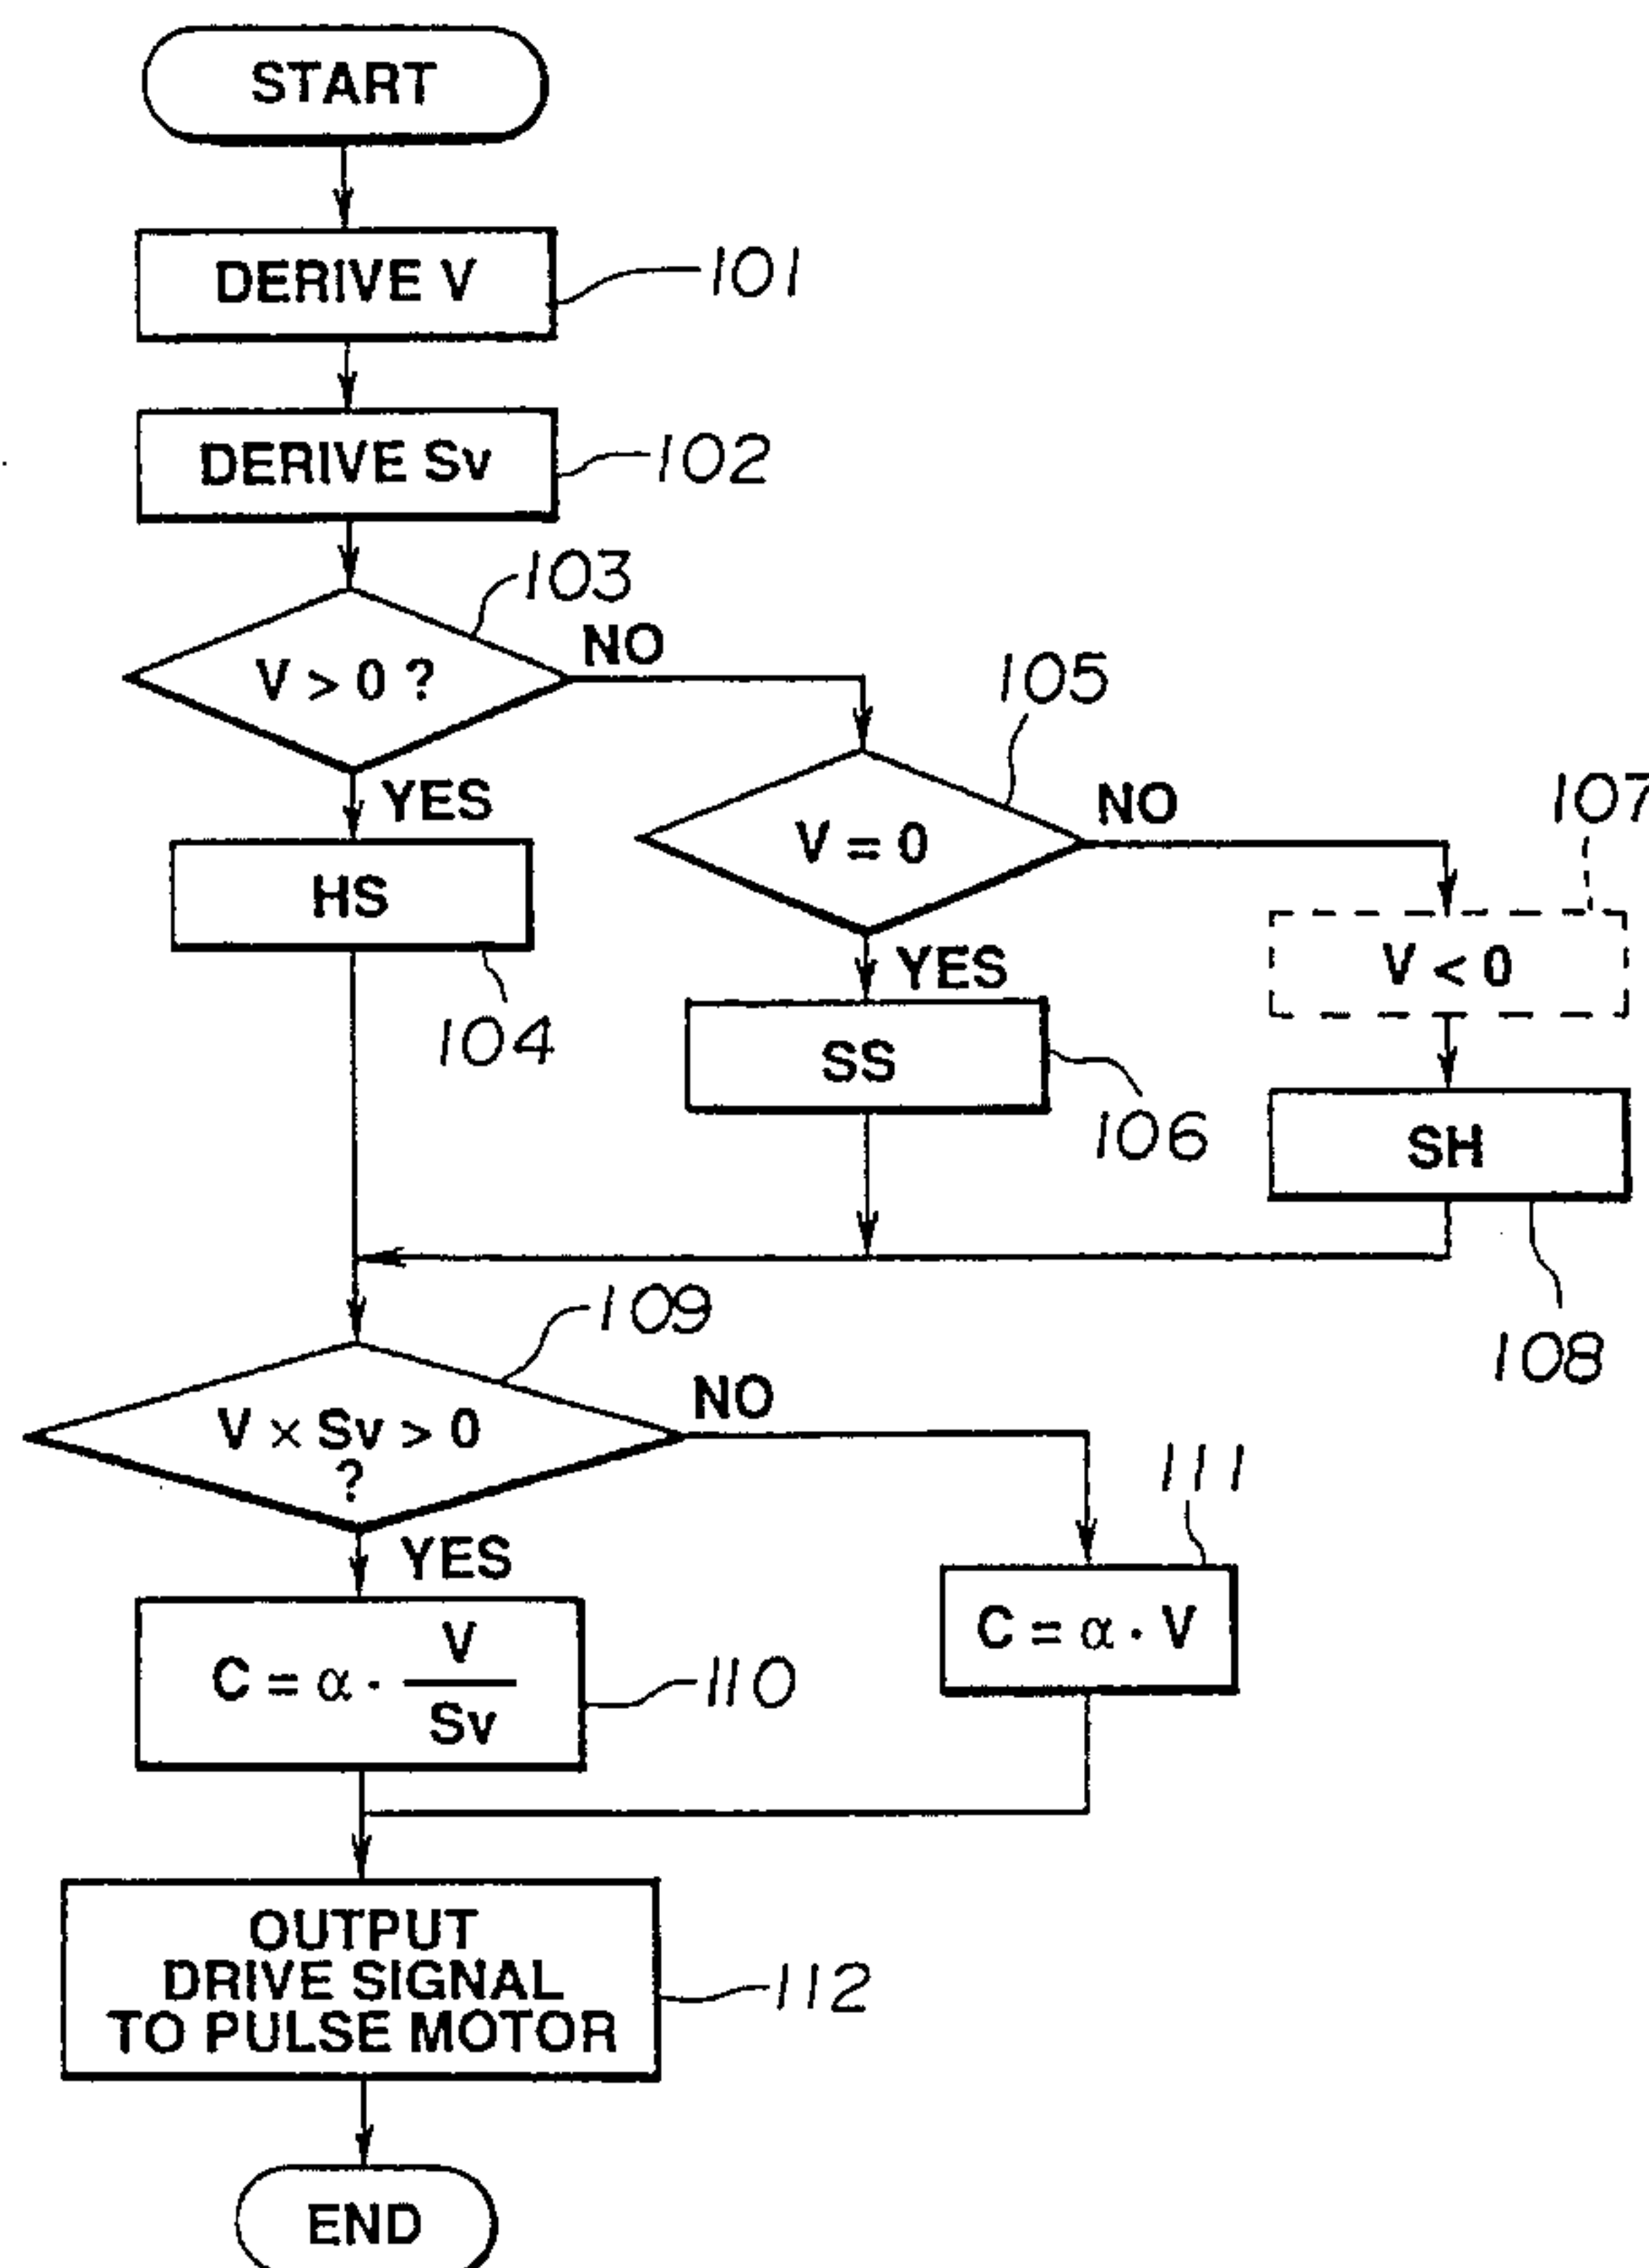 START
DERIVE V
101
DERIVE Sv
102
103
V > 0 ?
NO
YES
105
V = 0
NO
YES
107
V < 0
HS
104
SS
106
SH
108
109
V × Sv > 0
?
NO
YES
111
C = α · V
C = α · V / Sv
110
OUTPUT
DRIVE SIGNAL
TO PULSE MOTOR
112
END